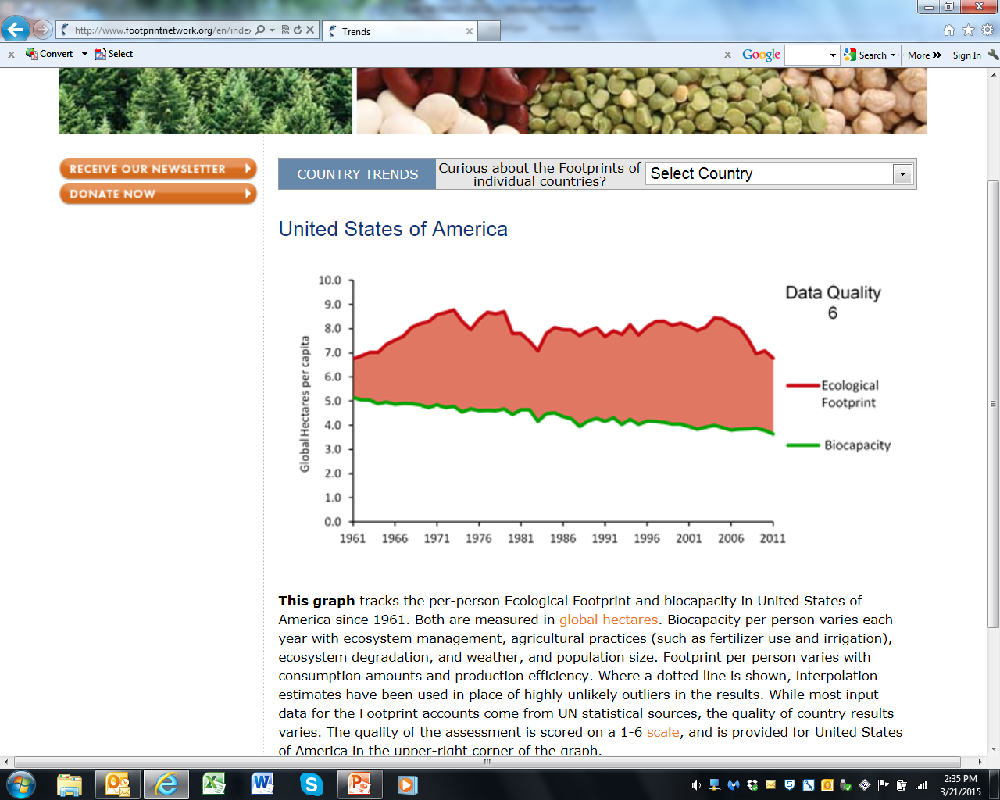 http://www.footprintnetwork.org/en/index
Trends
Convert
Select
Google
Search
More
Sign In
RECEIVE OUR NEWSLETTER
DONATE NOW
COUNTRY TRENDS
Curious about the Footprints of
individual countries?
Select Country
United States of America
10.0
9.0
8.0
7.0
6.0
5.0
4.0
3.0
2.0
1.0
0.0
Global Hectares per capita
1961 1966 1971 1976 1981 1986 1991 1996 2001 2006 2011
Data Quality
6
Ecological
Footprint
Biocapacity
This graph tracks the per-person Ecological Footprint and biocapacity in United States of
America since 1961. Both are measured in global hectares. Biocapacity per person varies each
year with ecosystem management, agricultural practices (such as fertilizer use and irrigation),
ecosystem degradation, and weather, and population size. Footprint per person varies with
consumption amounts and production efficiency. Where a dotted line is shown, interpolation
estimates have been used in place of highly unlikely outliers in the results. While most input
data for the Footprint accounts come from UN statistical sources, the quality of country results
varies. The quality of the assessment is scored on a 1-6 scale, and is provided for United States
of America in the upper-right corner of the graph.
2:35 PM
3/21/2015